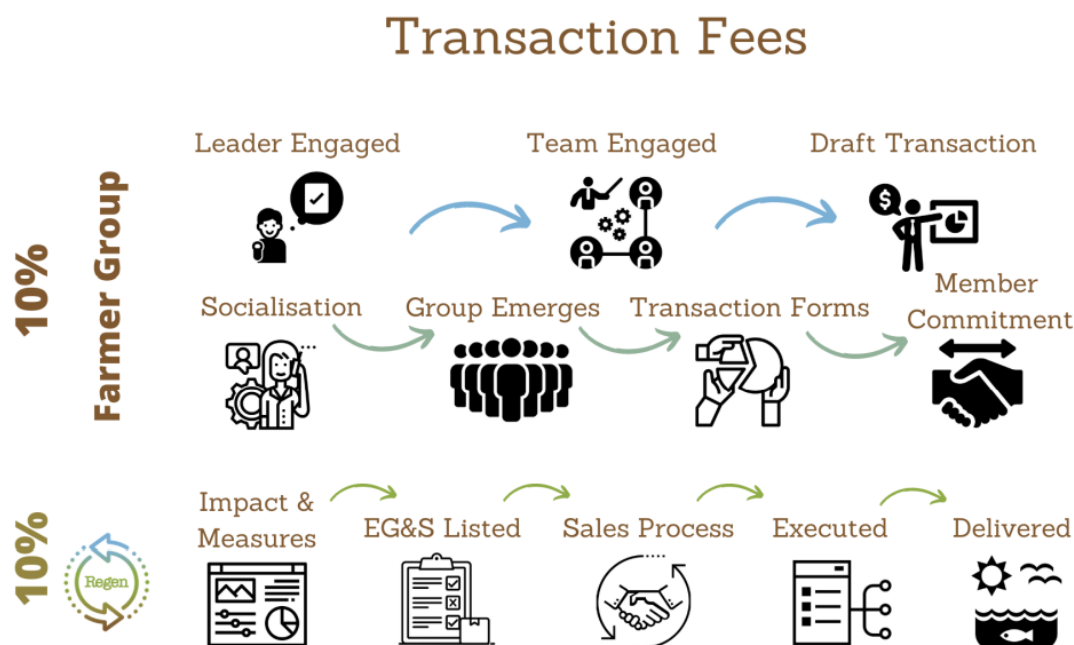 Transaction Fees
10%
Farmer Group
Leader Engaged
Team Engaged
Draft Transaction
$
Socialisation
Group Emerges
Transaction Forms
Member
Commitment
10%
Regen
Impact &
Measures
EG&S Listed
Sales Process
Executed
Delivered